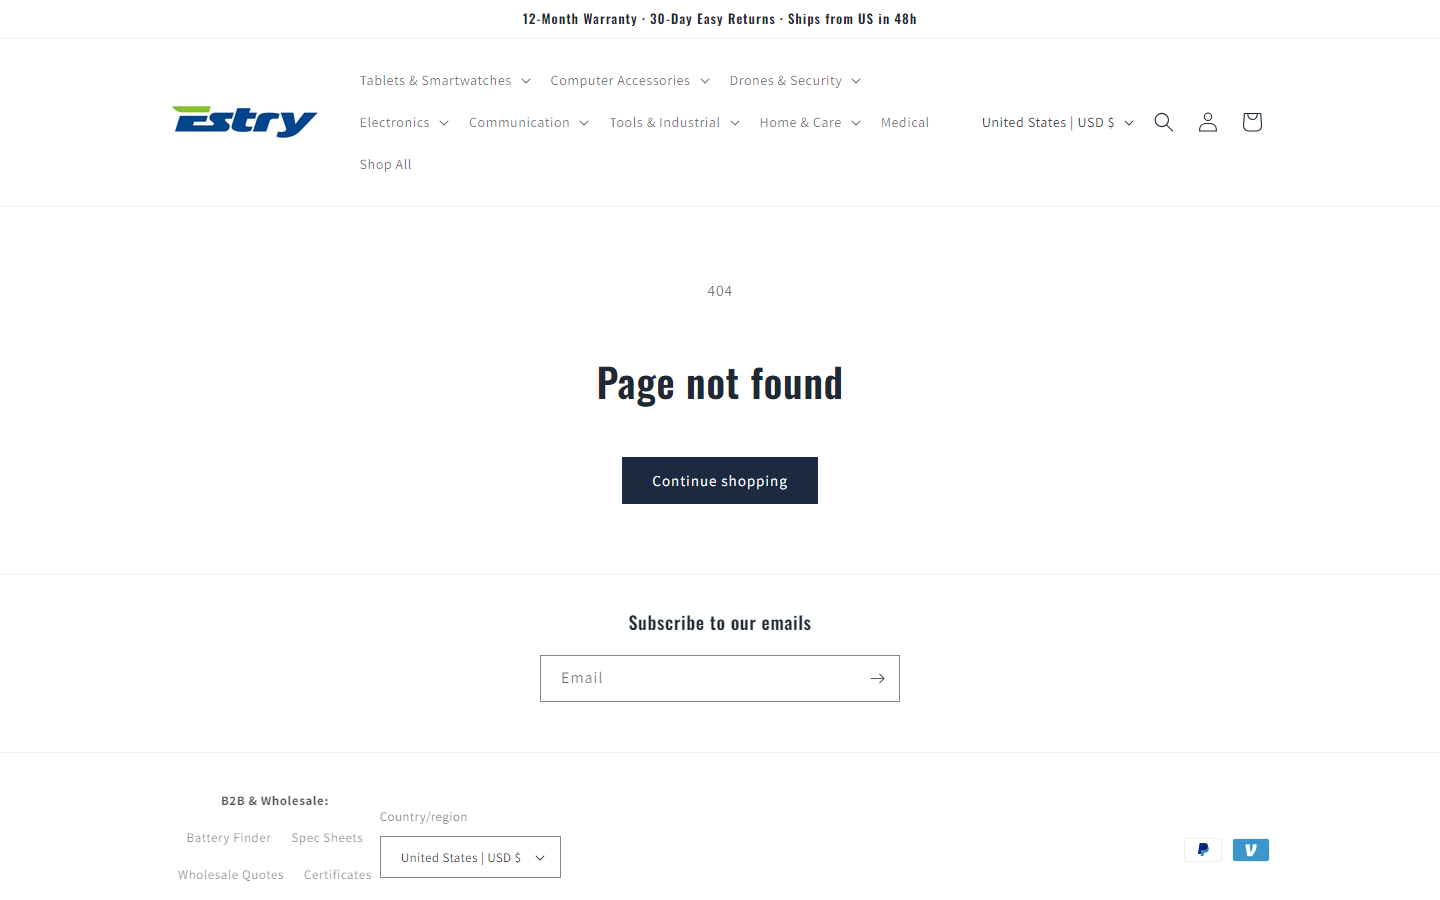 12-Month Warranty · 30-Day Easy Returns · Ships from US in 48h
Estry
Tablets & Smartwatches
Computer Accessories
Drones & Security
Electronics
Communication
Tools & Industrial
Home & Care
Medical
Shop All
United States | USD $
404
Page not found
Continue shopping
Subscribe to our emails
Email
B2B & Wholesale:
Battery Finder
Spec Sheets
Wholesale Quotes
Certificates
Country/region
United States | USD $